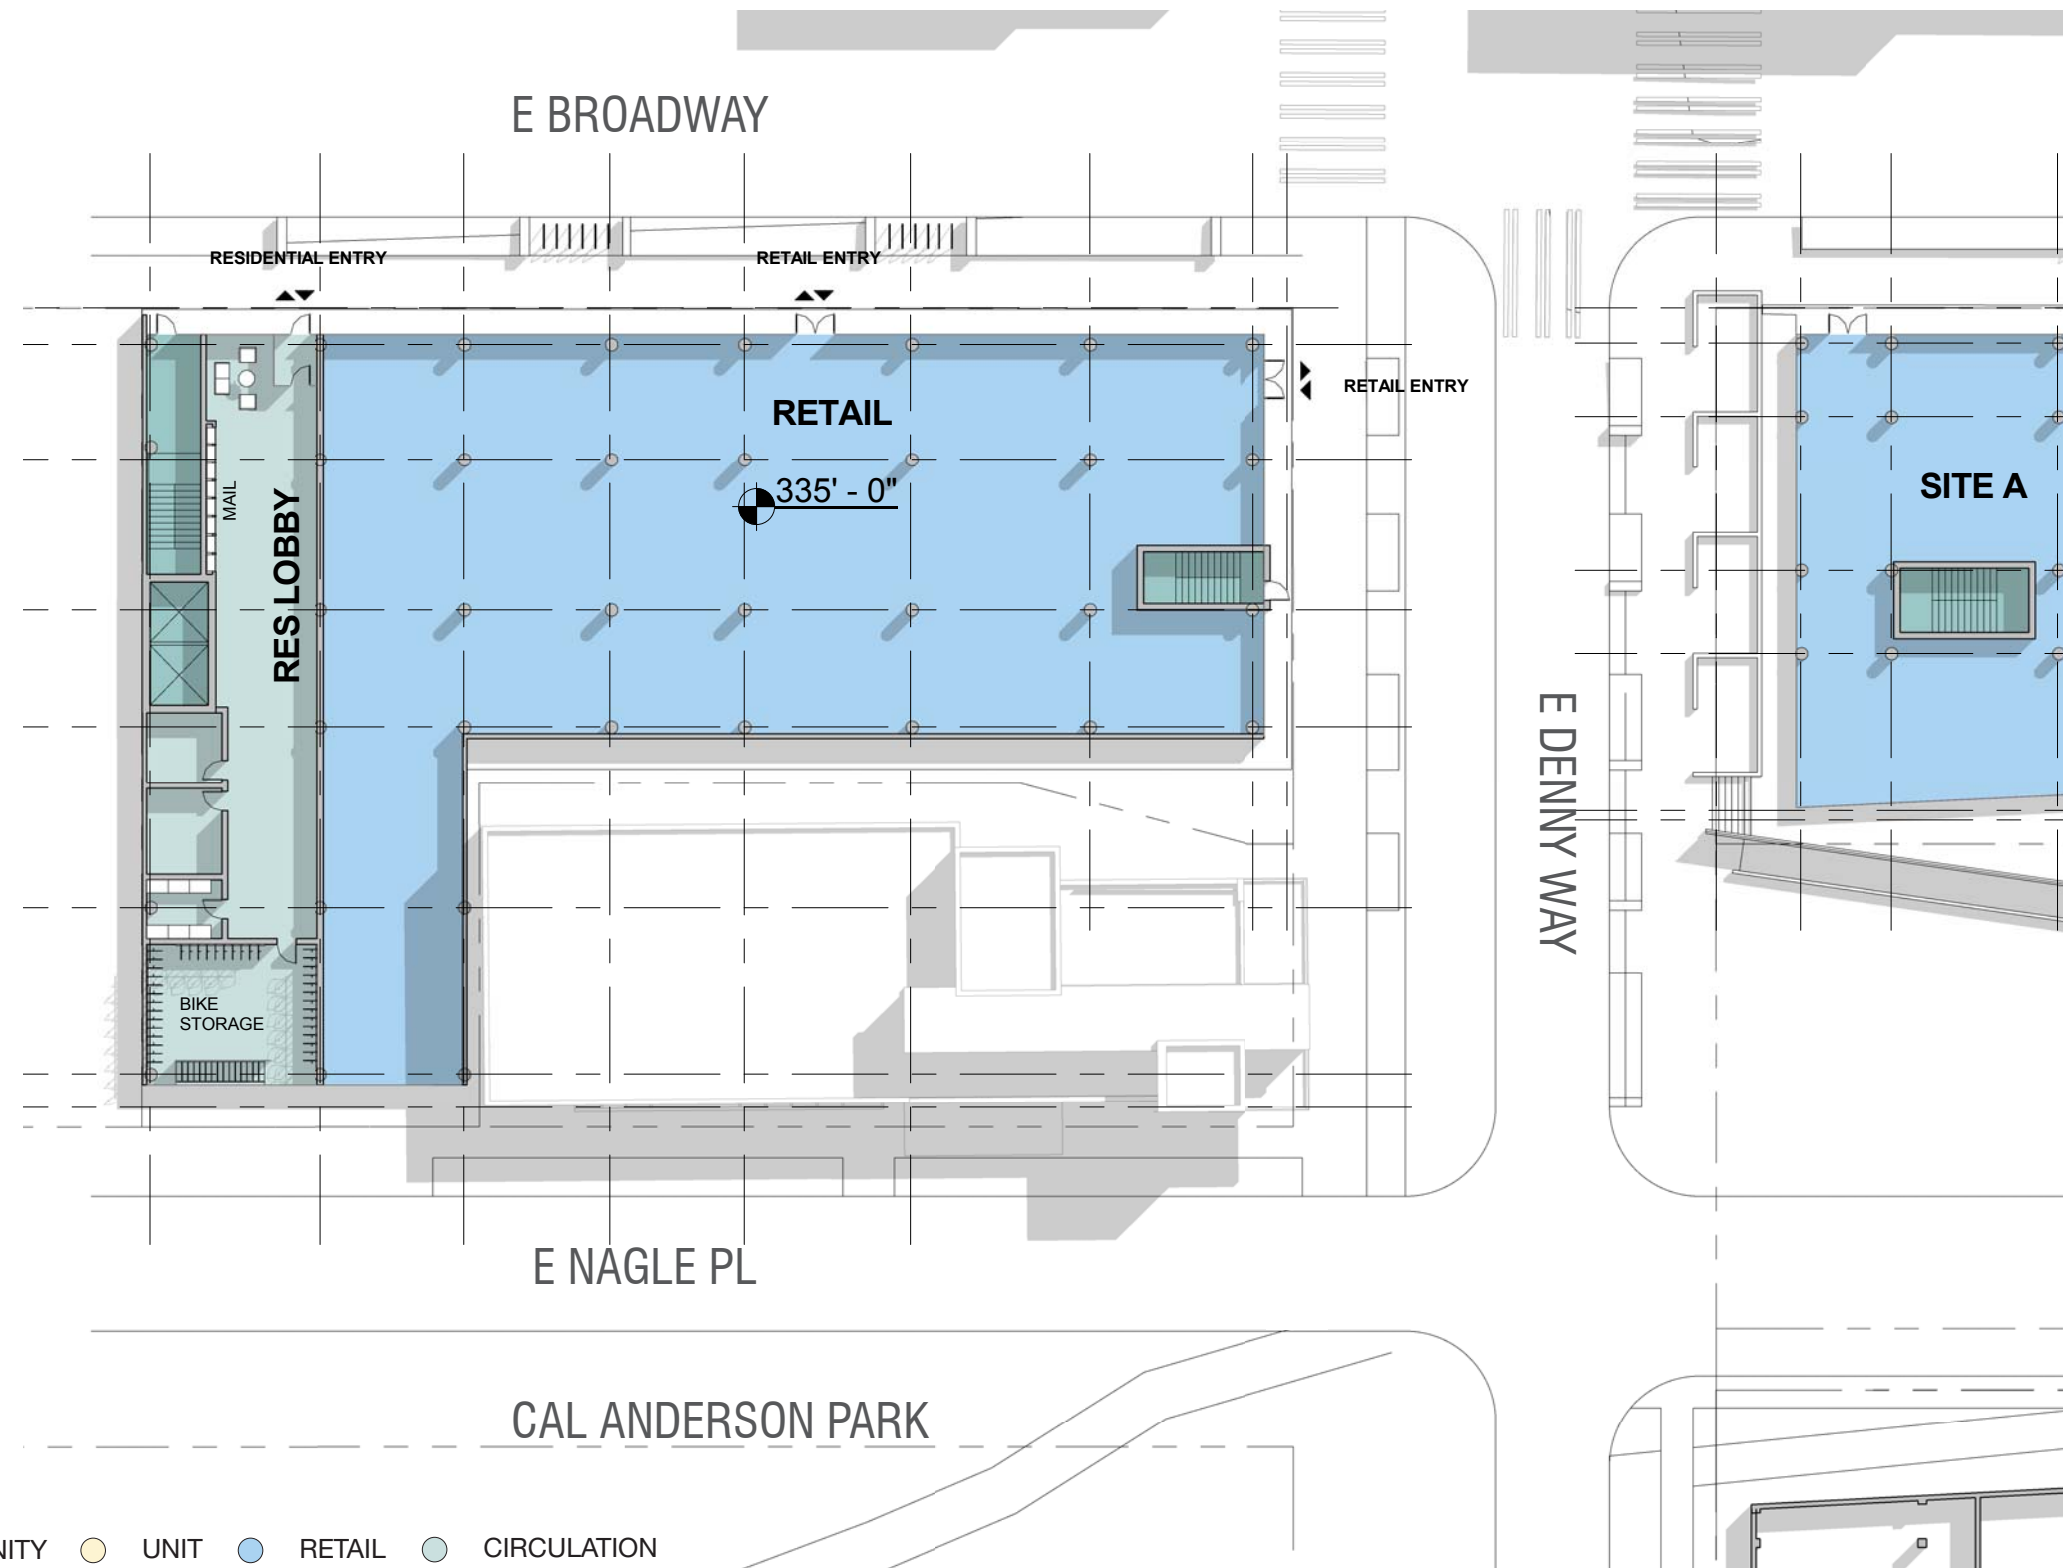 E BROADWAY
RESIDENTIAL ENTRY
RETAIL ENTRY
RETAIL ENTRY
RETAIL
335' - 0"
SITE A
MAIL
RES LOBBY
E DENNY WAY
BIKE
STORAGE
E NAGLE PL
CAL ANDERSON PARK
NITY UNIT RETAIL CIRCULATION